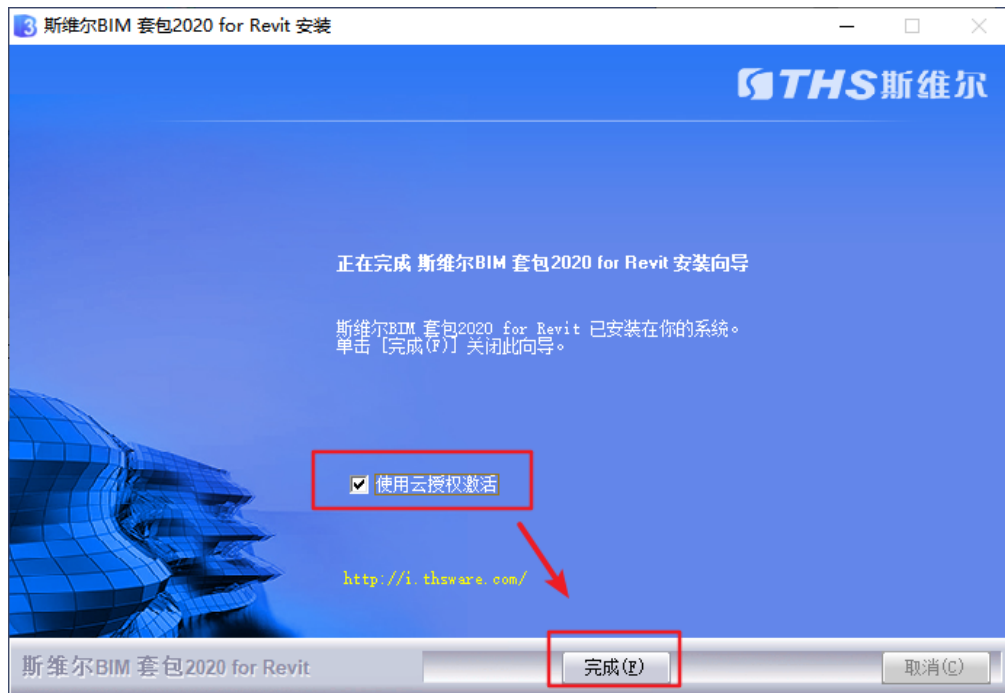 斯维尔BIM 套包2020 for Revit 安装
THS斯维尔
正在完成 斯维尔BIM 套包2020 for Revit 安装向导
斯维尔BIM 套包2020 for Revit 已安装在你的系统。
单击 [完成(F)] 关闭此向导。
使用云授权激活
http://i.thsware.com/
斯维尔BIM 套包2020 for Revit
完成(F)
取消(C)